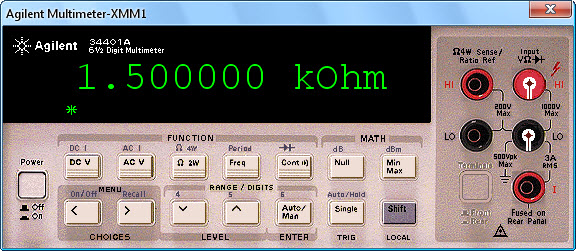 Agilent Multimeter-XMM1
Agilent 34401A
6½ Digit Multimeter
1.500000 kOhm
*
Power
Off
On
FUNCTION
MATH
DC I AC I Ω 4W Period dB dBm
DC V AC V Ω 2W Freq Cont Null Min Max
MENU
RANGE / DIGITS
On/Off Recall 4 5 6 Auto/Hold
< > ∨ ∧ Auto/Man Single Shift
CHOICES LEVEL ENTER TRIG LOCAL
Ω4W Sense/ Ratio Ref
Input VΩ
HI HI
200V Max
1000V Max
LO LO
500Vpk Max
3A RMS
Terminal
I
Front
Rear
Fused on Rear Panel